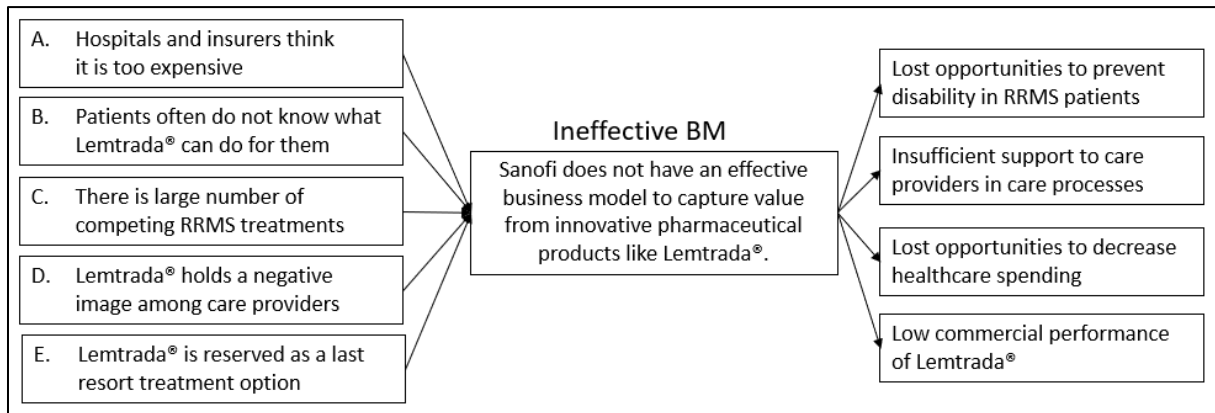 A. Hospitals and insurers think
it is too expensive
B. Patients often do not know what
Lemtrada® can do for them
C. There is large number of
competing RRMS treatments
D. Lemtrada® holds a negative
image among care providers
E. Lemtrada® is reserved as a last
resort treatment option
Ineffective BM
Sanofi does not have an effective
business model to capture value
from innovative pharmaceutical
products like Lemtrada®.
Lost opportunities to prevent
disability in RRMS patients
Insufficient support to care
providers in care processes
Lost opportunities to decrease
healthcare spending
Low commercial performance
of Lemtrada®